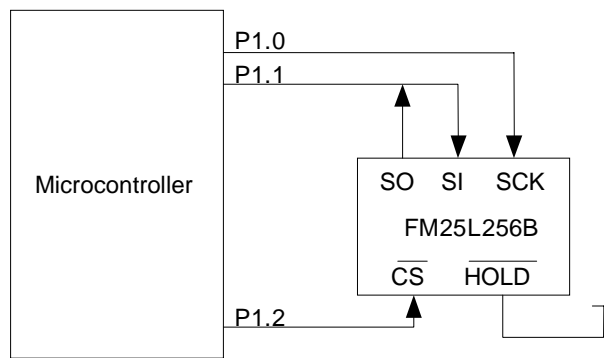 P1.0
P1.1
Microcontroller
SO SI SCK
FM25L256B
CS HOLD
P1.2